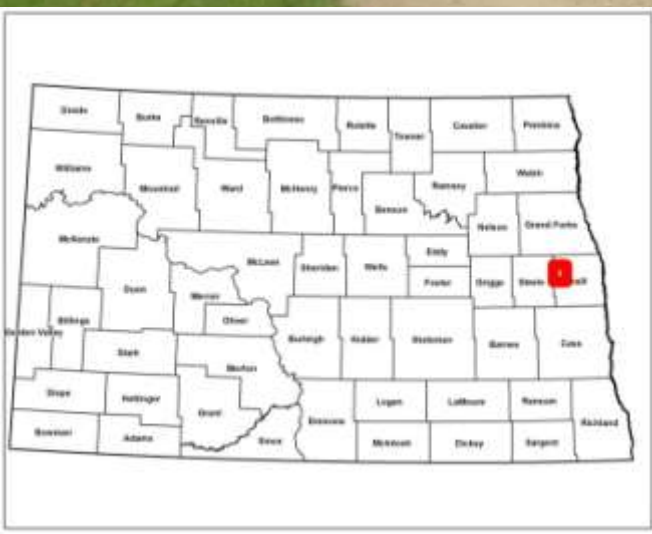 Divide Burke Renville Bottineau Rolette Towner Cavalier Pembina
Williams Mountrail Ward McHenry Pierce Benson Ramsey Walsh
Nelson Grand Forks
McKenzie Dunn McLean Sheridan Wells Eddy
Foster Griggs Steele
Mercer Oliver
Golden Valley Billings Burleigh Kidder Stutsman Barnes Cass
Stark Morton
Slope Hettinger Grant Logan LaMoure Ransom
Emmons Richland
Bowman Adams Sioux McIntosh Dickey Sargent